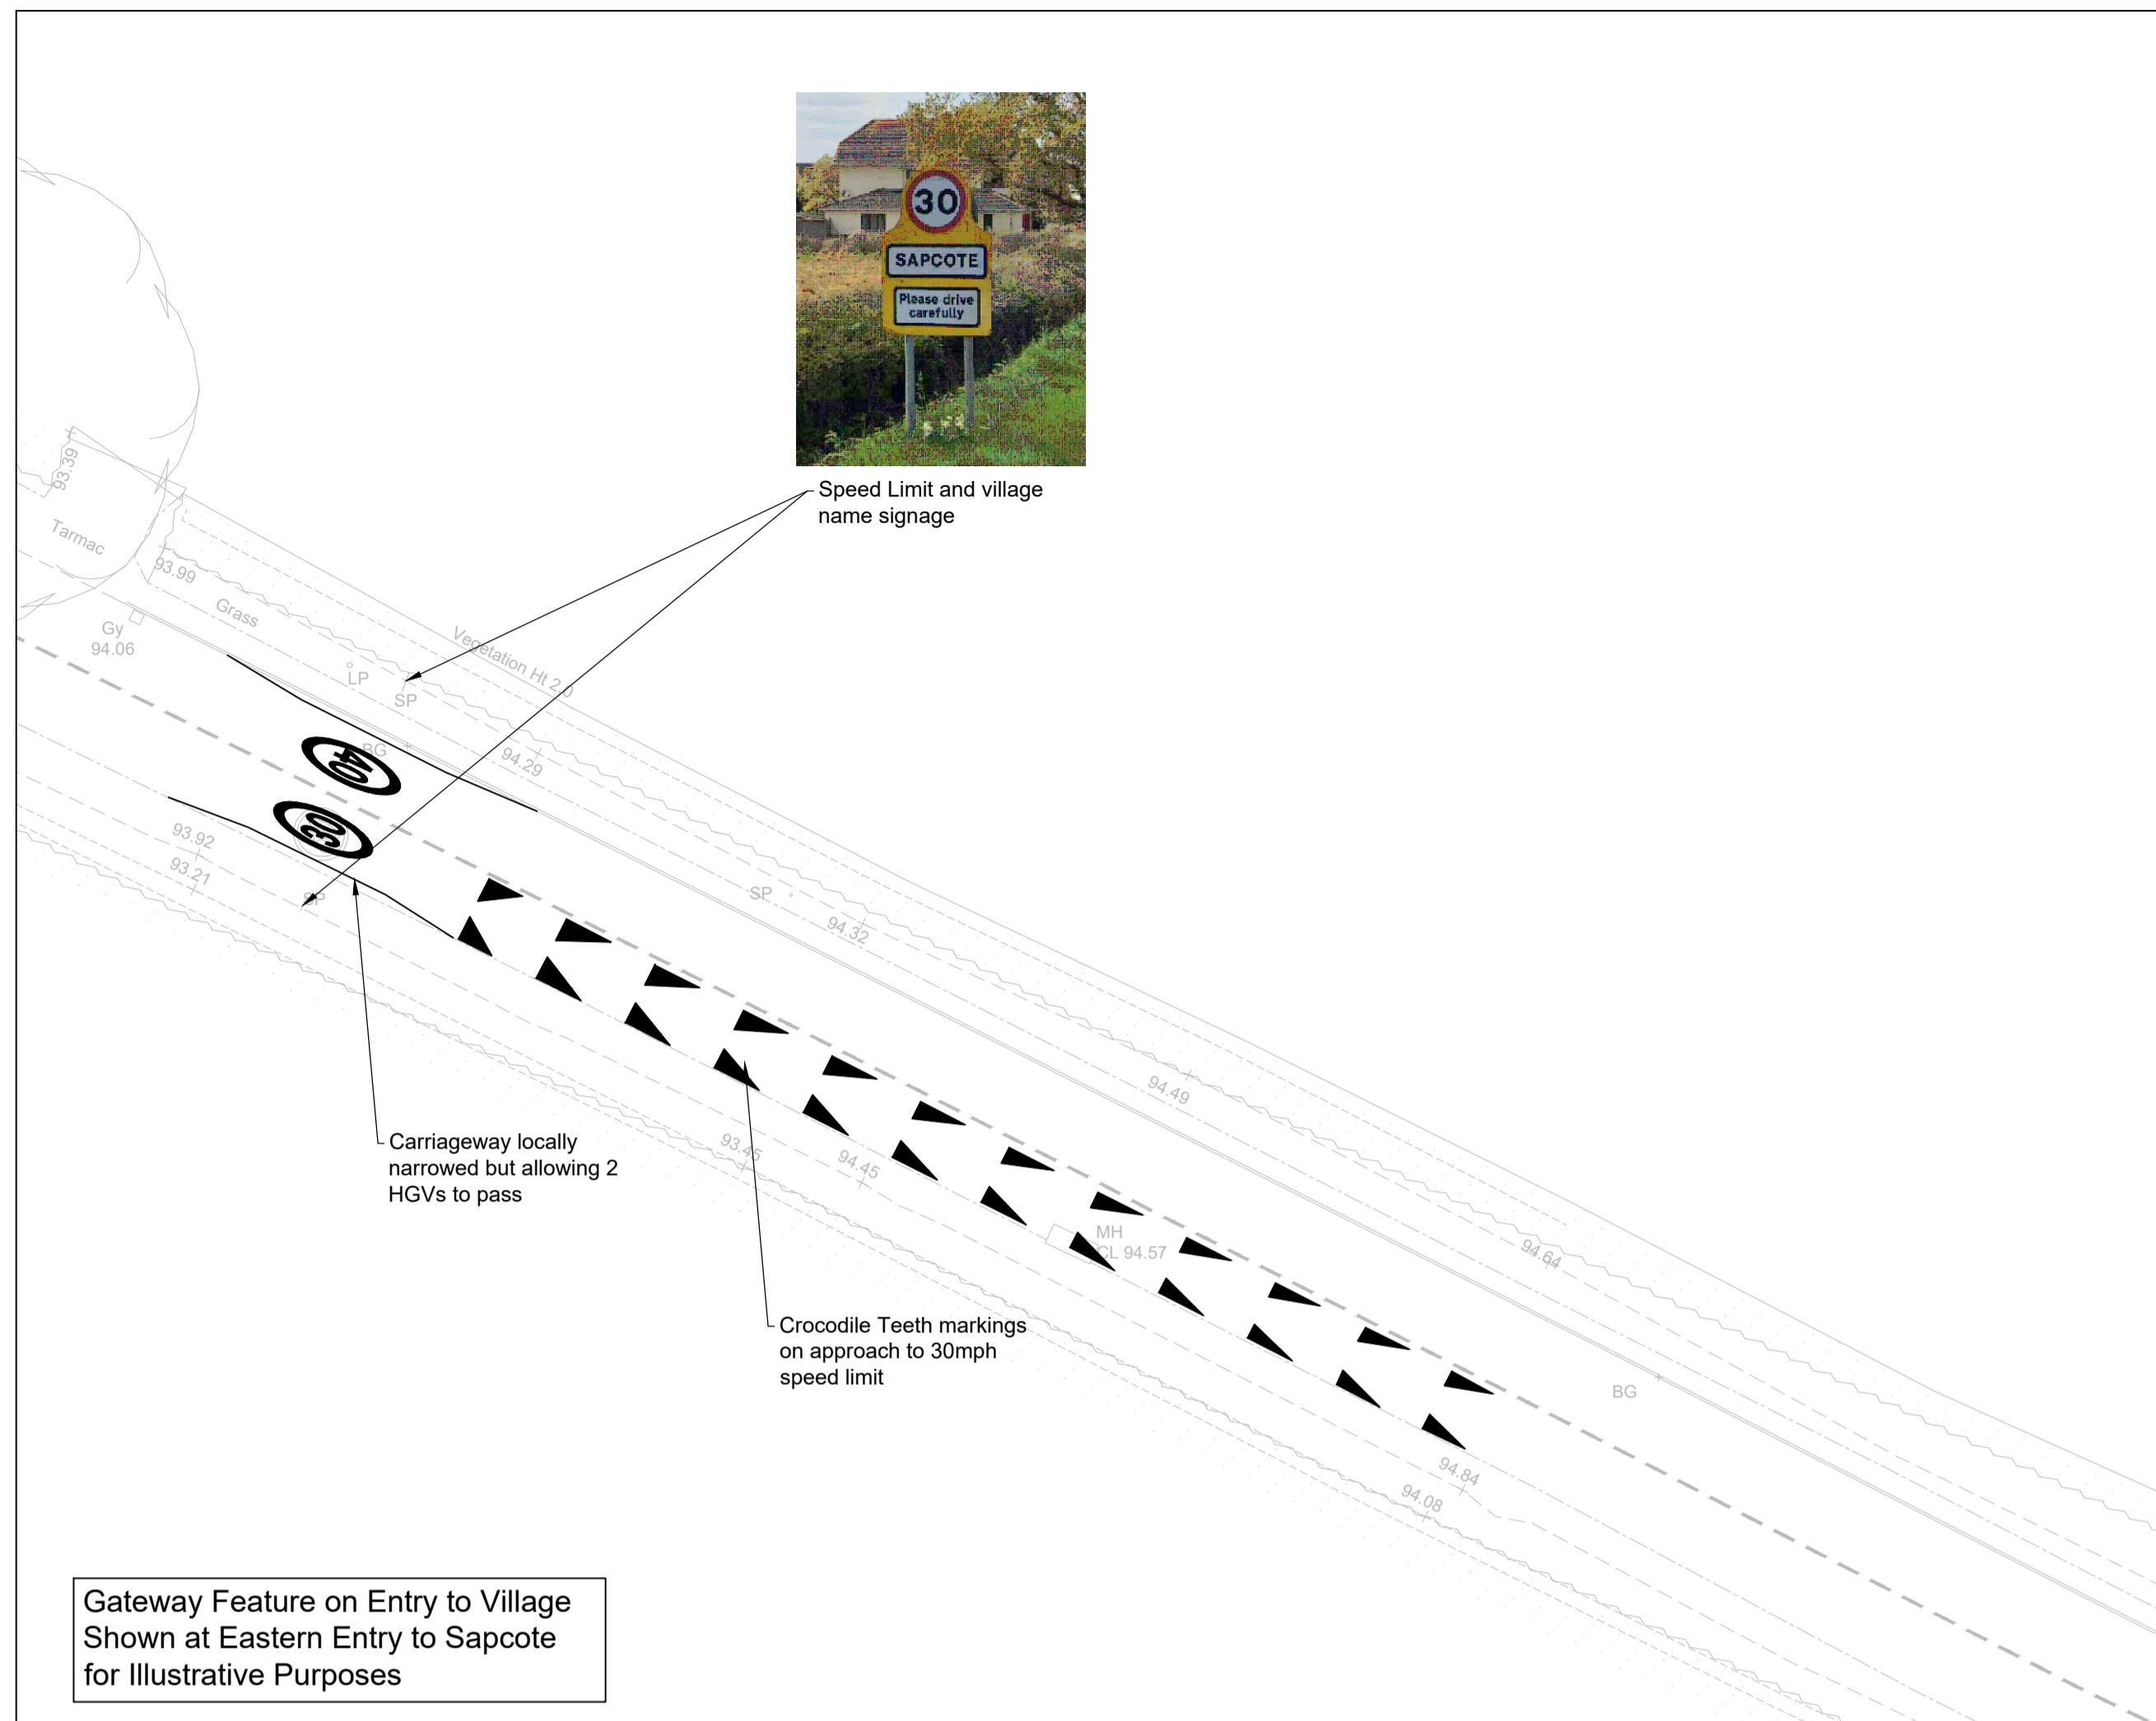 30
SAPCOTE
Please drive
carefully
Speed Limit and village
name signage
93.39
Tarmac
93.99
Grass
Gy
94.06
Vegetation Ht 2.0
LP
SP
BG
94.29
40
30
93.92
93.21
SP
SP
94.32
94.49
Carriageway locally
narrowed but allowing 2
HGVs to pass
93.45
94.45
MH
CL 94.57
94.64
Crocodile Teeth markings
on approach to 30mph
speed limit
BG
94.84
94.08
Gateway Feature on Entry to Village
Shown at Eastern Entry to Sapcote
for Illustrative Purposes